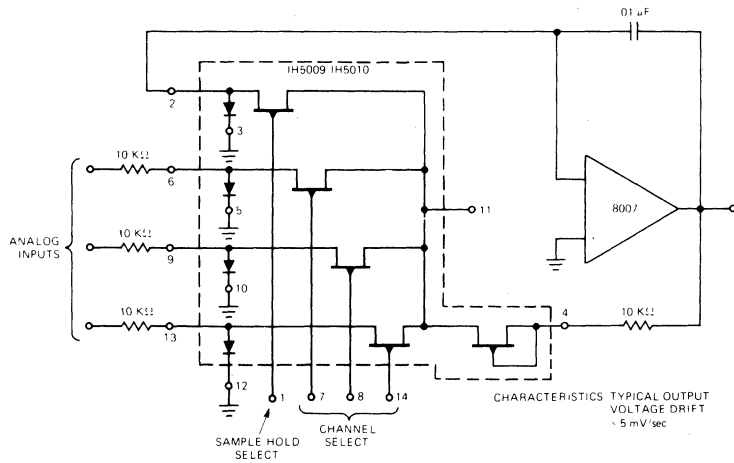 01 µF
IH5009 IH5010
2
3
10 KΩ
6
5
8007
11
ANALOG
INPUTS
10 KΩ
9
10
10 KΩ
13
4
10 KΩ
12
1
7
8
14
SAMPLE HOLD
SELECT
CHANNEL
SELECT
CHARACTERISTICS TYPICAL OUTPUT
VOLTAGE DRIFT
5 mV/sec